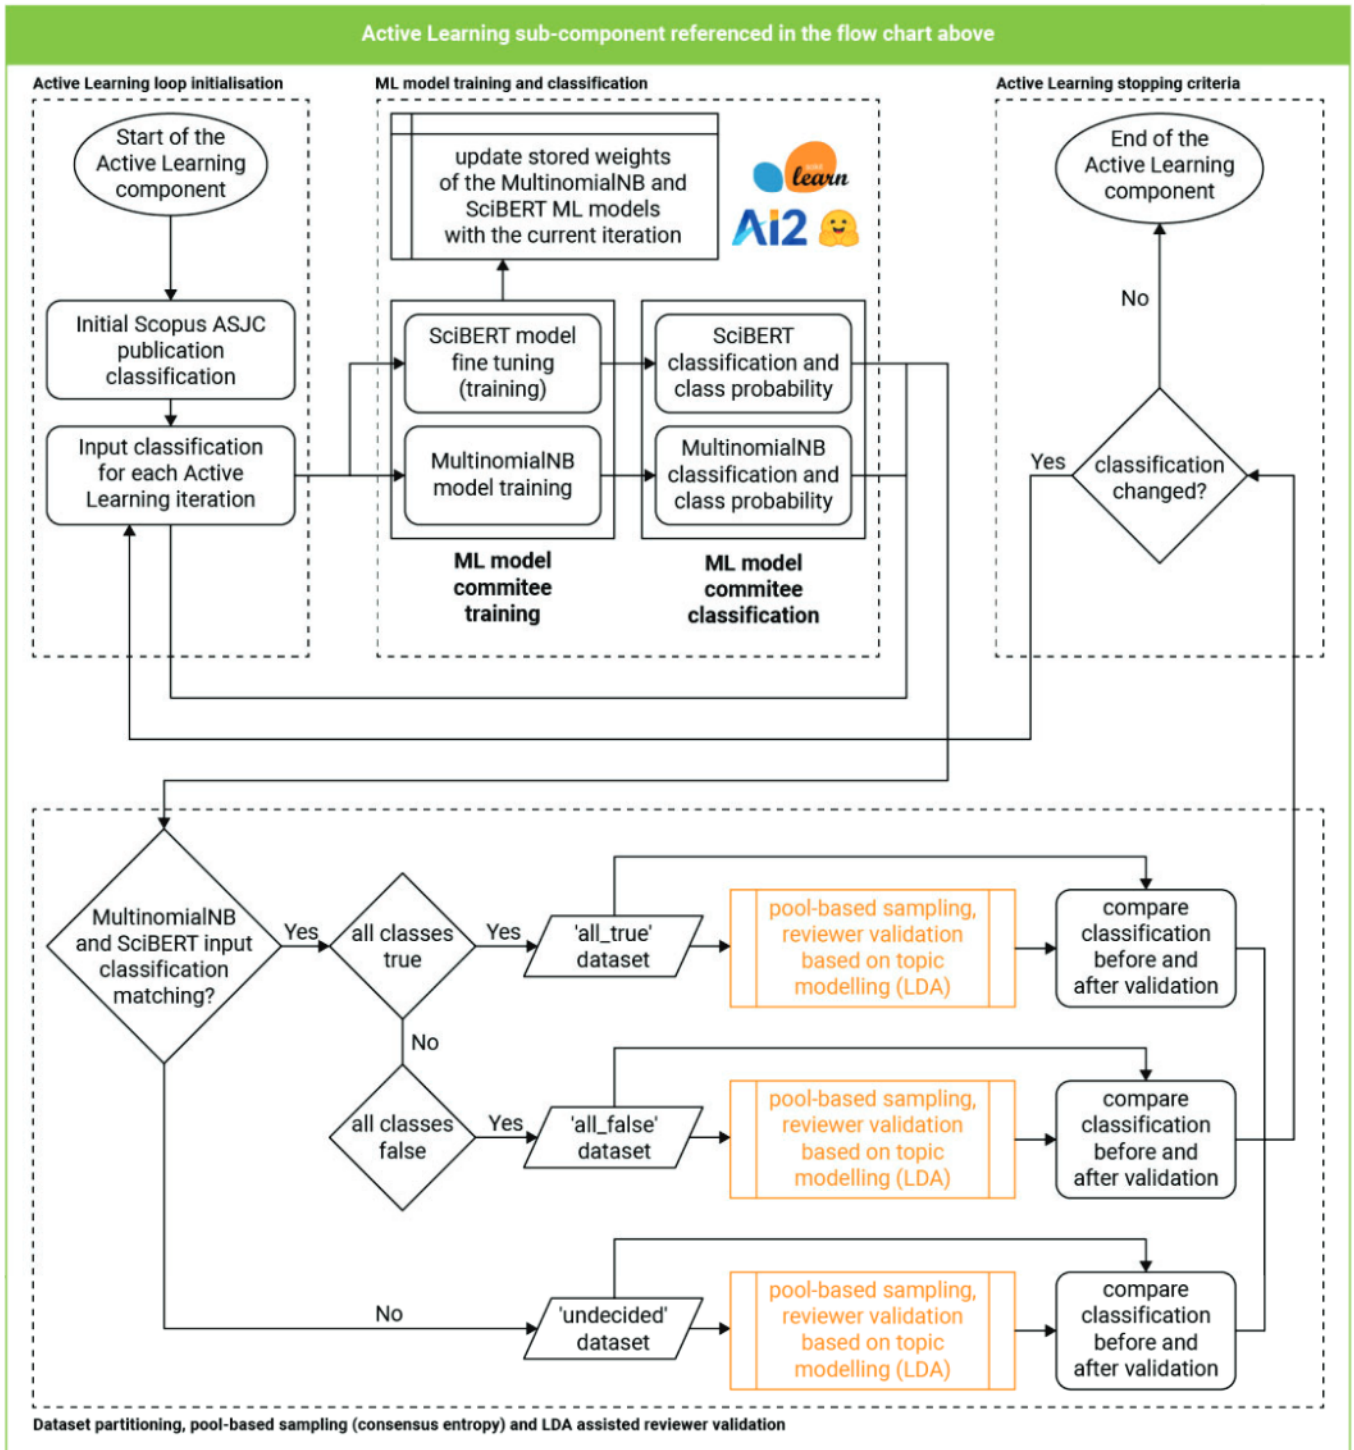 Active Learning sub-component referenced in the flow chart above
Active Learning loop initialisation
Start of the
Active Learning
component
Initial Scopus ASJC
publication
classification
Input classification
for each Active
Learning iteration
ML model training and classification
update stored weights
of the MultinomialNB and
SciBERT ML models
with the current iteration
learn
Ai2
SciBERT model
fine tuning
(training)
MultinomialNB
model training
ML model
commitee
training
SciBERT
classification and
class probability
MultinomialNB
classification and
class probability
ML model
commitee
classification
Active Learning stopping criteria
End of the
Active Learning
component
No
Yes
classification
changed?
MultinomialNB
and SciBERT input
classification
matching?
Yes
all classes
true
Yes
'all_true'
dataset
pool-based sampling,
reviewer validation
based on topic
modelling (LDA)
compare
classification
before and
after validation
No
all classes
false
Yes
'all_false'
dataset
pool-based sampling,
reviewer validation
based on topic
modelling (LDA)
compare
classification
before and
after validation
No
'undecided'
dataset
pool-based sampling,
reviewer validation
based on topic
modelling (LDA)
compare
classification
before and
after validation
Dataset partitioning, pool-based sampling (consensus entropy) and LDA assisted reviewer validation